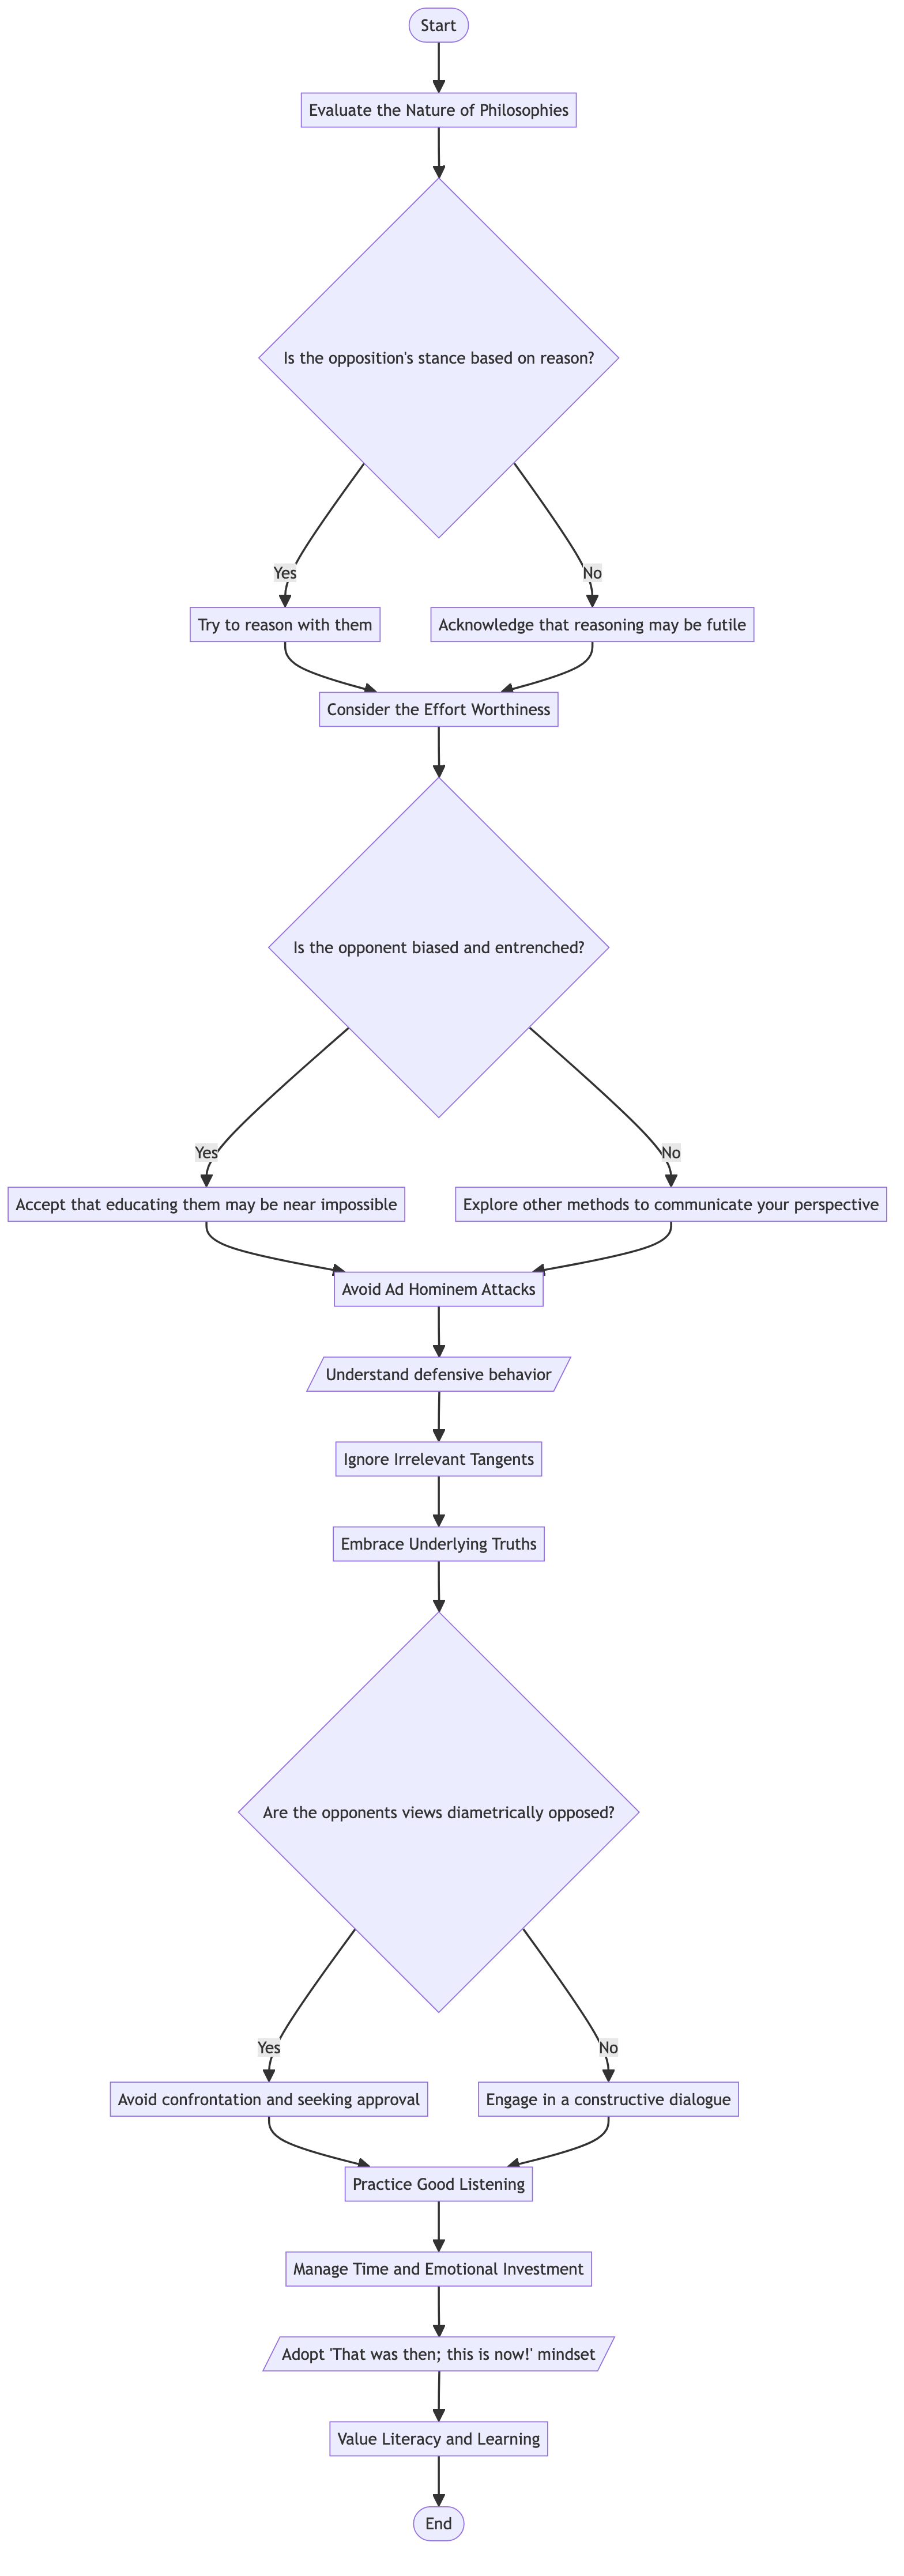 Start
Evaluate the Nature of Philosophies
Is the opposition's stance based on reason?
Yes
No
Try to reason with them
Acknowledge that reasoning may be futile
Consider the Effort Worthiness
Is the opponent biased and entrenched?
Yes
No
Accept that educating them may be near impossible
Explore other methods to communicate your perspective
Avoid Ad Hominem Attacks
Understand defensive behavior
Ignore Irrelevant Tangents
Embrace Underlying Truths
Are the opponents views diametrically opposed?
Yes
No
Avoid confrontation and seeking approval
Engage in a constructive dialogue
Practice Good Listening
Manage Time and Emotional Investment
Adopt 'That was then; this is now!' mindset
Value Literacy and Learning
End